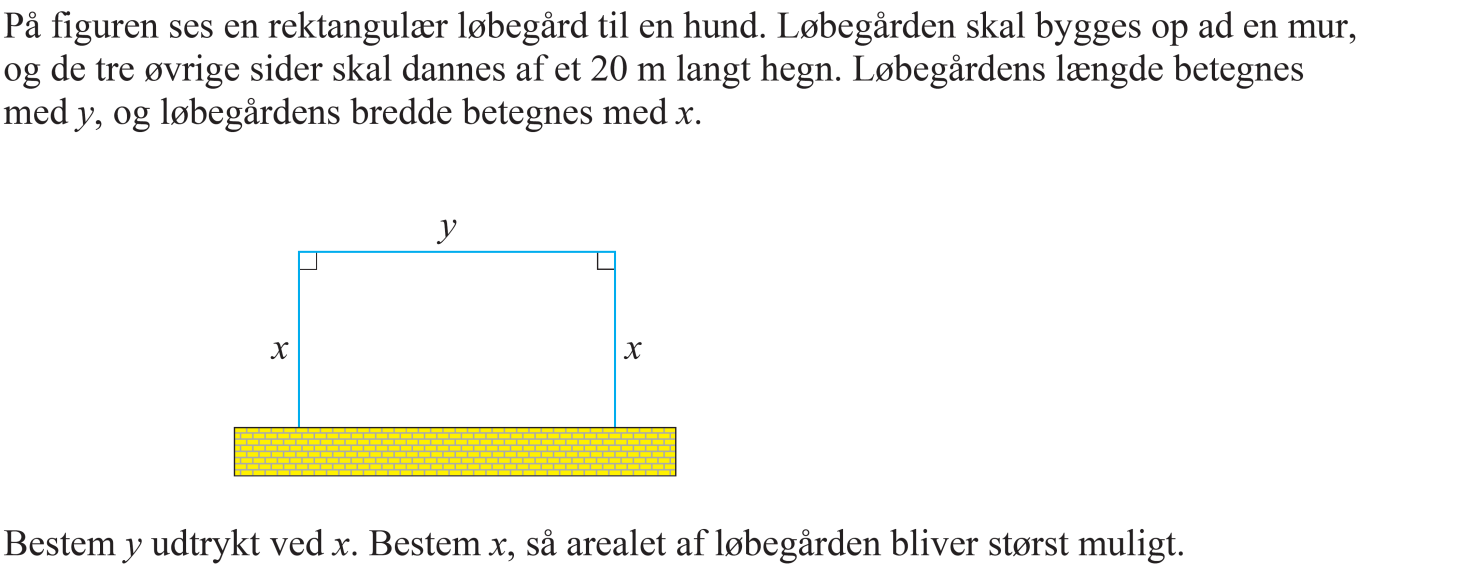 På figuren ses en rektangulær løbegård til en hund. Løbegården skal bygges op ad en mur,
og de tre øvrige sider skal dannes af et 20 m langt hegn. Løbegårdens længde betegnes
med y, og løbegårdens bredde betegnes med x.
y
x x
Bestem y udtrykt ved x. Bestem x, så arealet af løbegården bliver størst muligt.